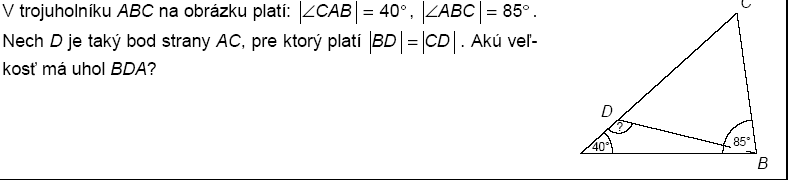 V trojuholníku ABC na obrázku platí: |∠CAB| = 40°, |∠ABC| = 85°.
Nech D je taký bod strany AC, pre ktorý platí |BD| = |CD|. Akú veľ-
kosť má uhol BDA?
C
D
?
40°
85°
B